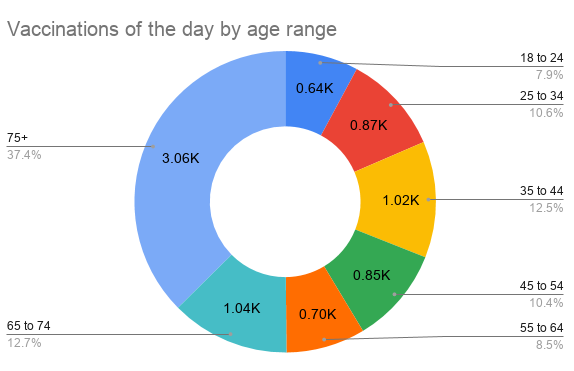 Vaccinations of the day by age range
18 to 24
7.9%
0.64K
25 to 34
10.6%
0.87K
35 to 44
12.5%
1.02K
45 to 54
10.4%
0.85K
55 to 64
8.5%
0.70K
65 to 74
12.7%
1.04K
75+
37.4%
3.06K